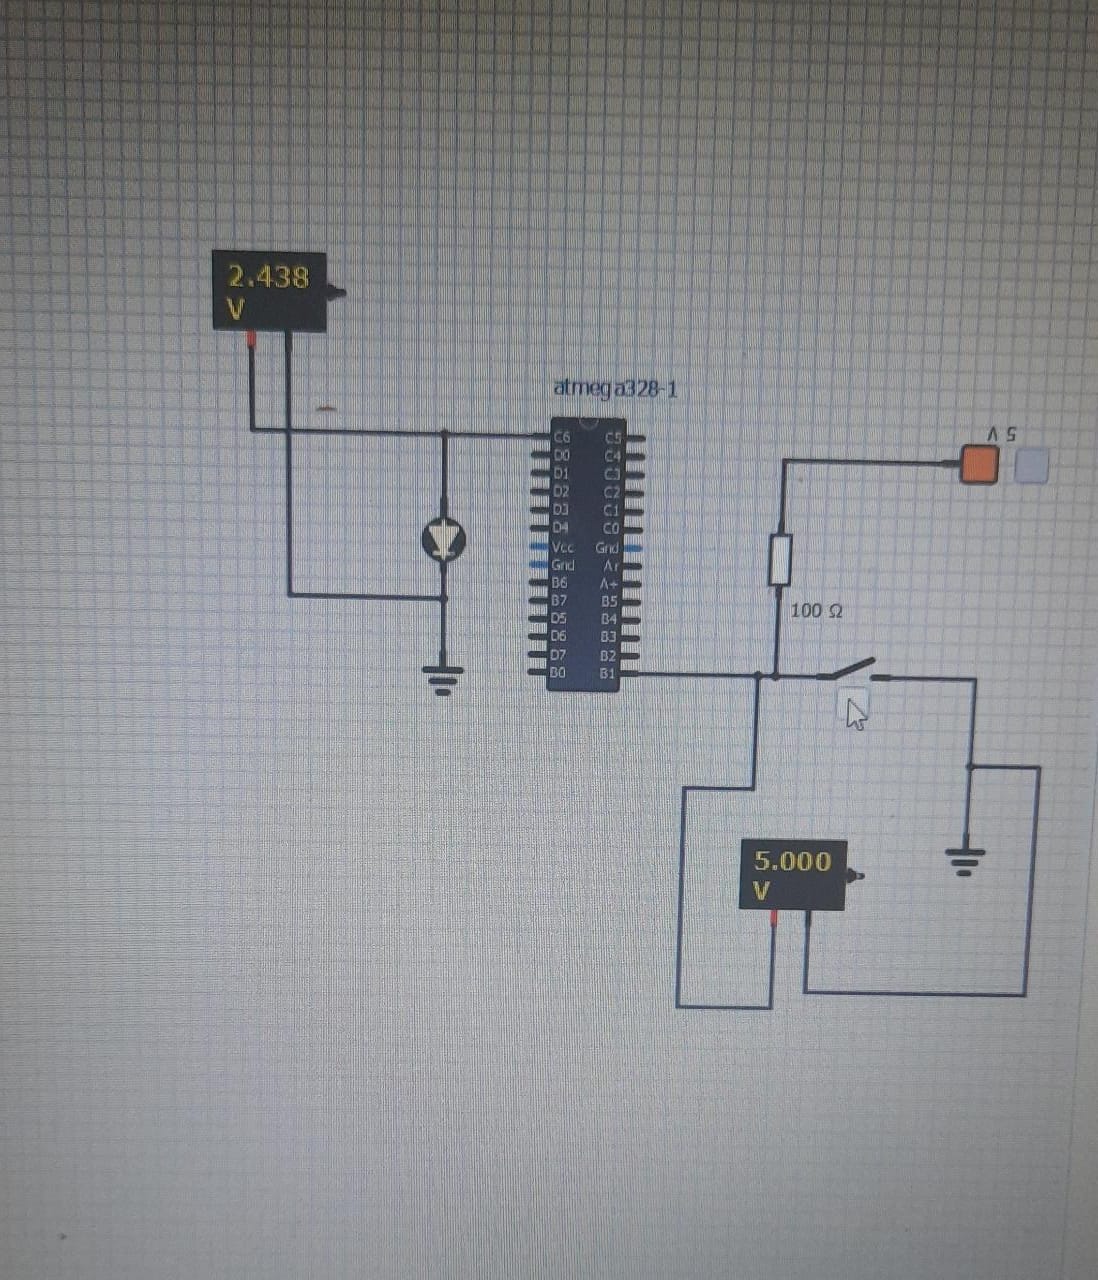 2.438
V
atmega328-1
5 V
C6 C5
D0 C4
D1 C3
D2 C2
D3 C1
D4 C0
Vcc Gnd
Gnd Ar
B6 A+
B7 B5
D5 B4
D6 B3
D7 B2
B0 B1
100 Ω
5.000
V